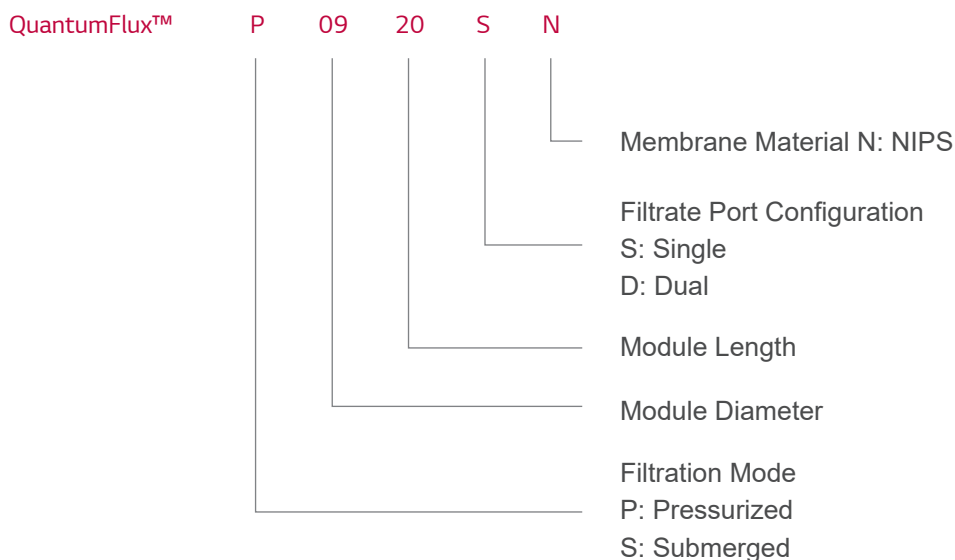 QuantumFlux™ P 09 20 S N
Membrane Material N: NIPS
Filtrate Port Configuration
S: Single
D: Dual
Module Length
Module Diameter
Filtration Mode
P: Pressurized
S: Submerged